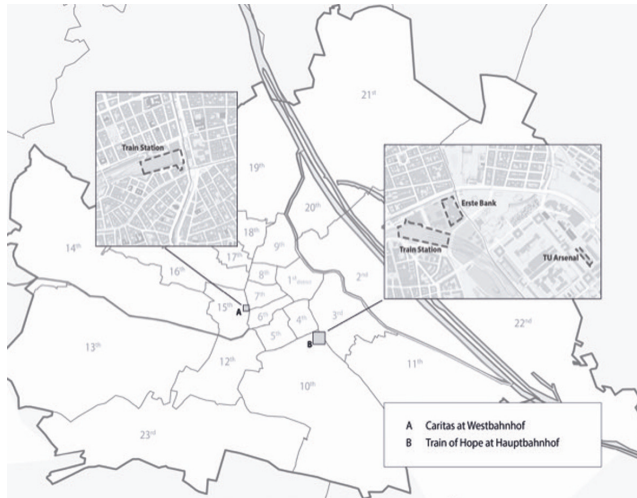 21st
Train Station
19th
Erste Bank
20th
Train Station
TU Arsenal
18th
14th
17th
9th
16th
8th
1st district
2nd
7th
15th
A
6th
3rd
22nd
4th
5th
B
13th
12th
11th
10th
23rd
A Caritas at Westbahnhof
B Train of Hope at Hauptbahnhof